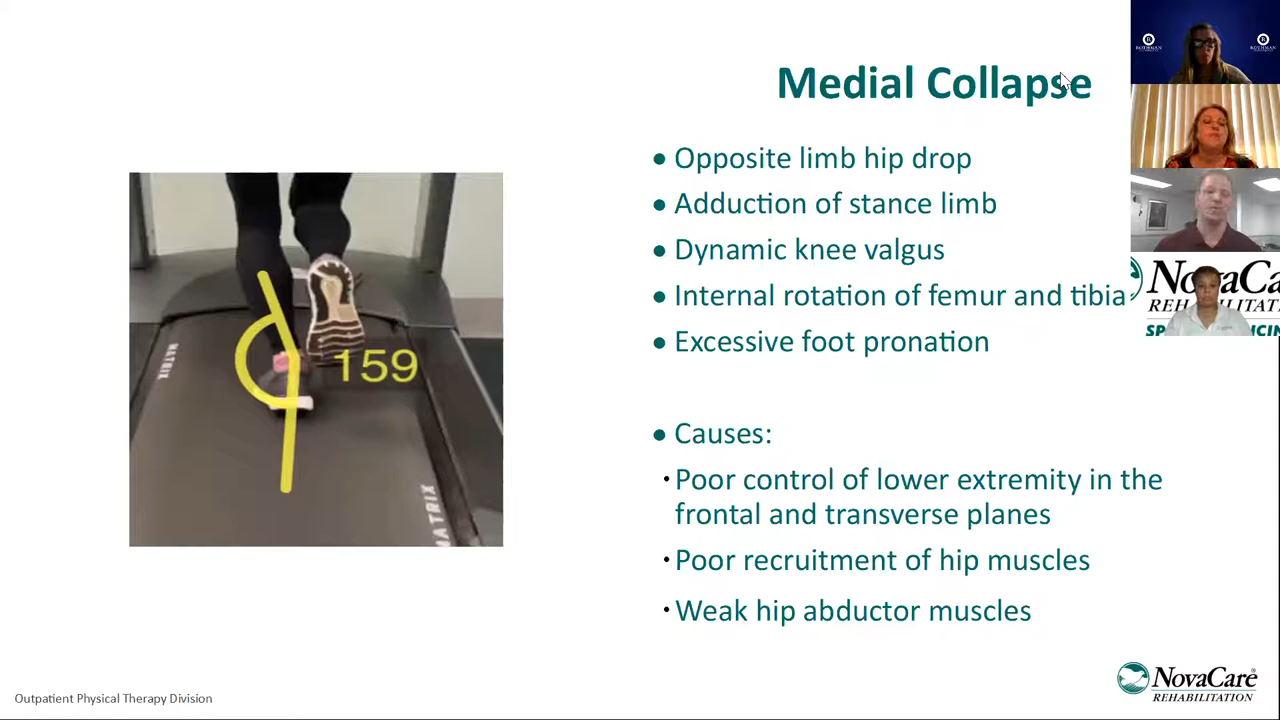 Medial Collapse
• Opposite limb hip drop
• Adduction of stance limb
• Dynamic knee valgus
• Internal rotation of femur and tibia
• Excessive foot pronation
• Causes:
• Poor control of lower extremity in the
frontal and transverse planes
• Poor recruitment of hip muscles
• Weak hip abductor muscles
159
MATRIX
MATRIX
ROTHMAN
ROTHMAN
Outpatient Physical Therapy Division
NovaCare
REHABILITATION